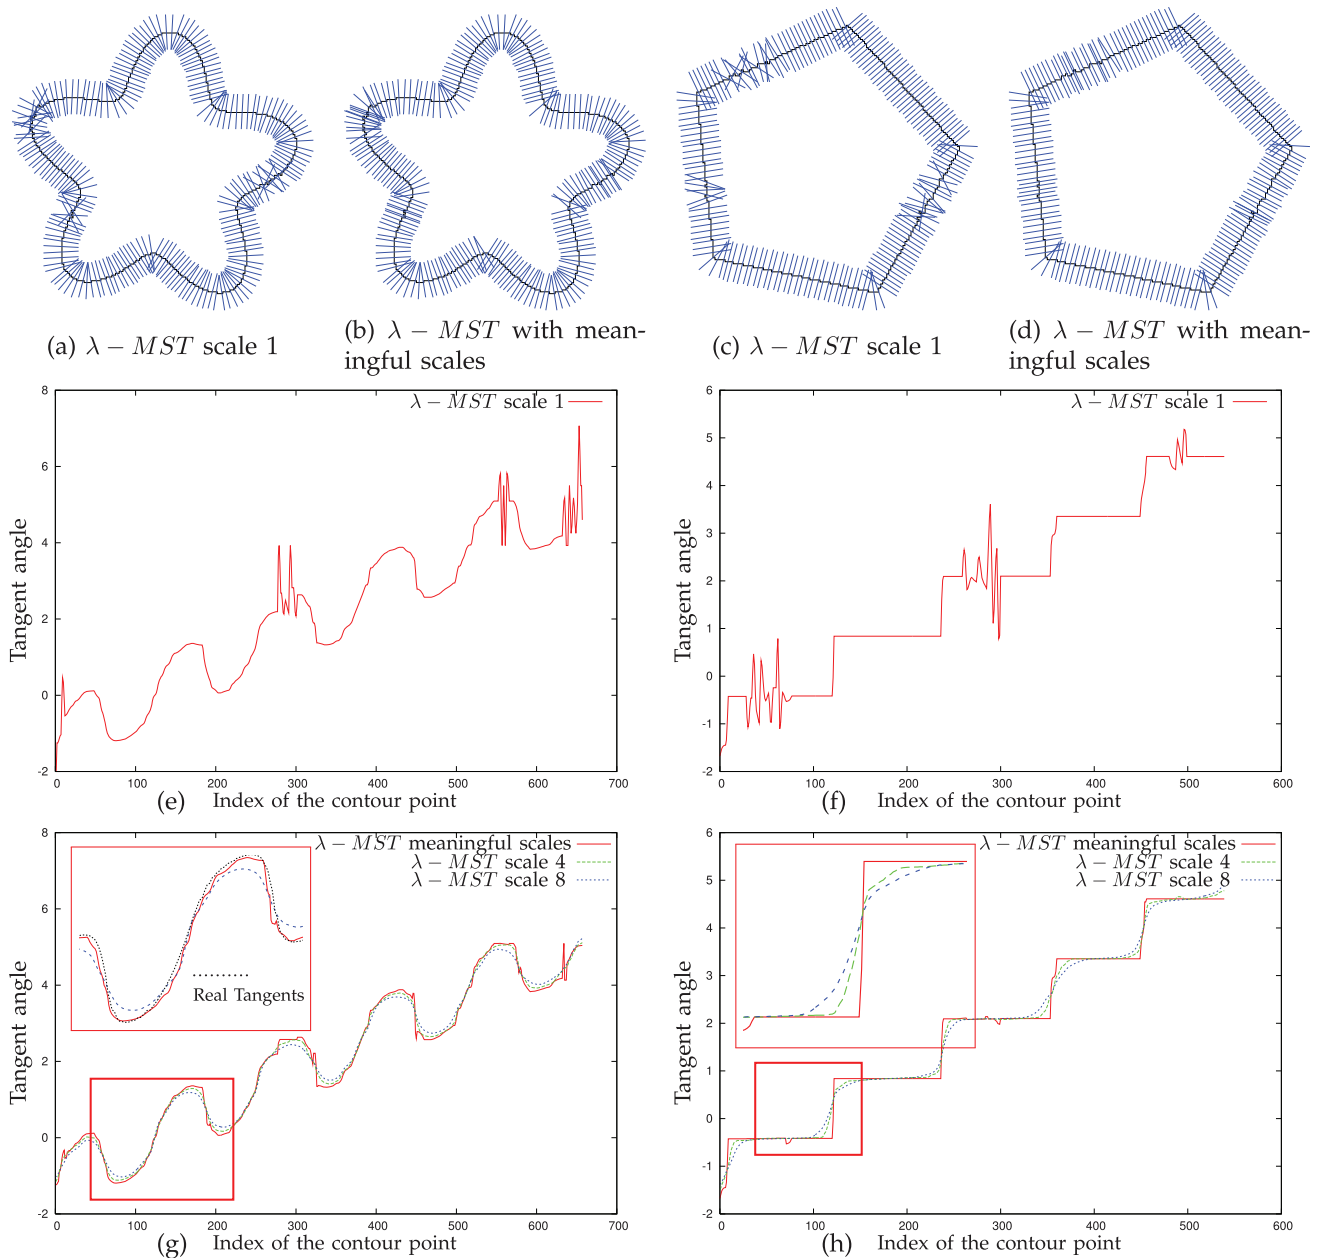 (a) λ − MST scale 1
(b) λ − MST with mean-
ingful scales
(c) λ − MST scale 1
(d) λ − MST with mean-
ingful scales
λ − MST scale 1
Tangent angle
8
6
4
2
0
-2
0 100 200 300 400 500 600 700
(e) Index of the contour point
λ − MST scale 1
Tangent angle
6
5
4
3
2
1
0
-1
-2
0 100 200 300 400 500 600
(f) Index of the contour point
λ − MST meaningful scales
λ − MST scale 4
λ − MST scale 8
Real Tangents
Tangent angle
8
6
4
2
0
-2
0 100 200 300 400 500 600 700
(g) Index of the contour point
λ − MST meaningful scales
λ − MST scale 4
λ − MST scale 8
Tangent angle
6
5
4
3
2
1
0
-1
-2
0 100 200 300 400 500 600
(h) Index of the contour point